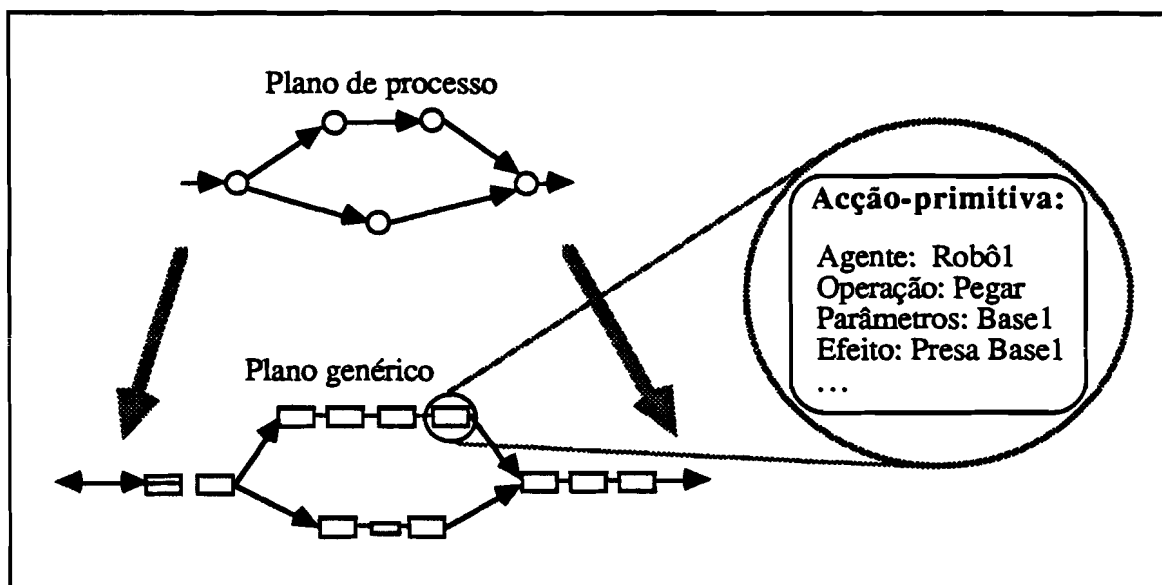 Plano de processo
Acção-primitiva:
Agente: Robô1
Operação: Pegar
Parâmetros: Base1
Efeito: Presa Base1
...
Plano genérico